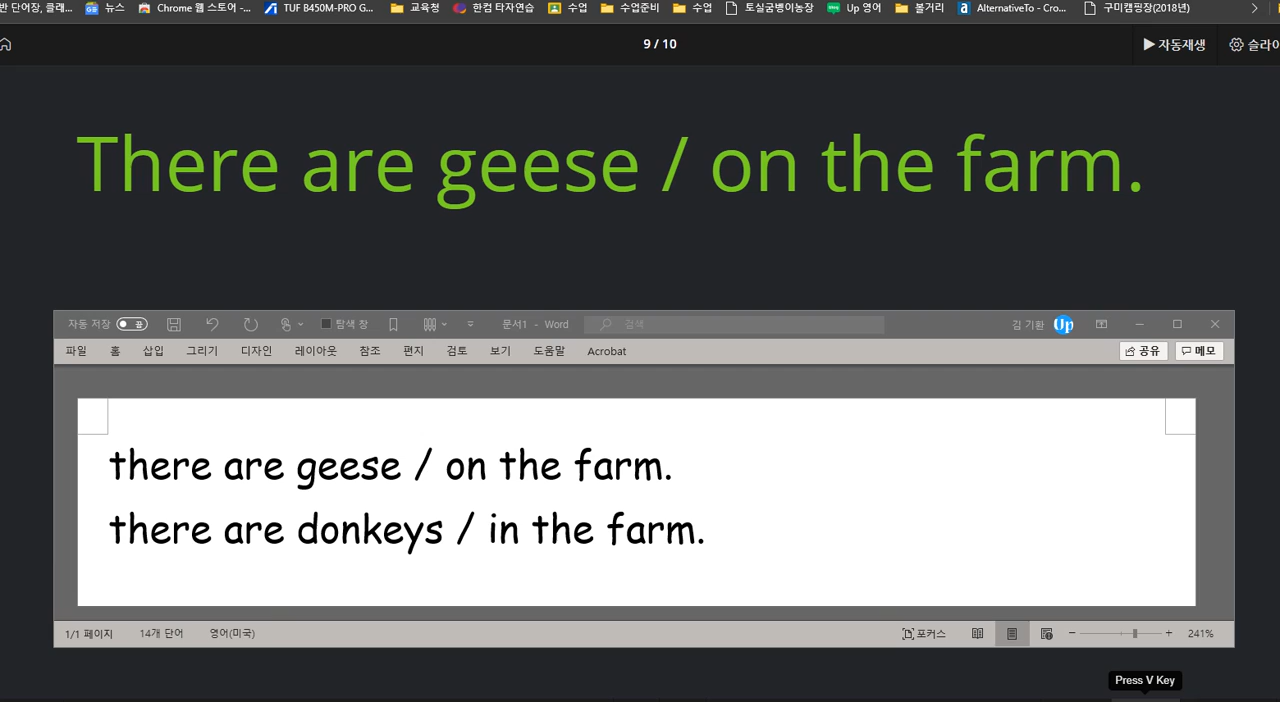 반 단어장, 클래... 뉴스 Chrome 웹 스토어 -... TUF B450M-PRO G... 교육청 한컴 타자연습 수업 수업준비 수업 토실굼벵이농장 Up 영어 볼거리 AlternativeTo - Cro... 구미캠핑장(2018년)
9 / 10 자동재생 슬라이
There are geese / on the farm.
자동 저장 끔 탐색 창 문서1 - Word 검색 김 기환 Up
파일 홈 삽입 그리기 디자인 레이아웃 참조 편지 검토 보기 도움말 Acrobat 공유 메모
there are geese / on the farm.
there are donkeys / in the farm.
1/1 페이지 14개 단어 영어(미국) 포커스 241%
Press V Key